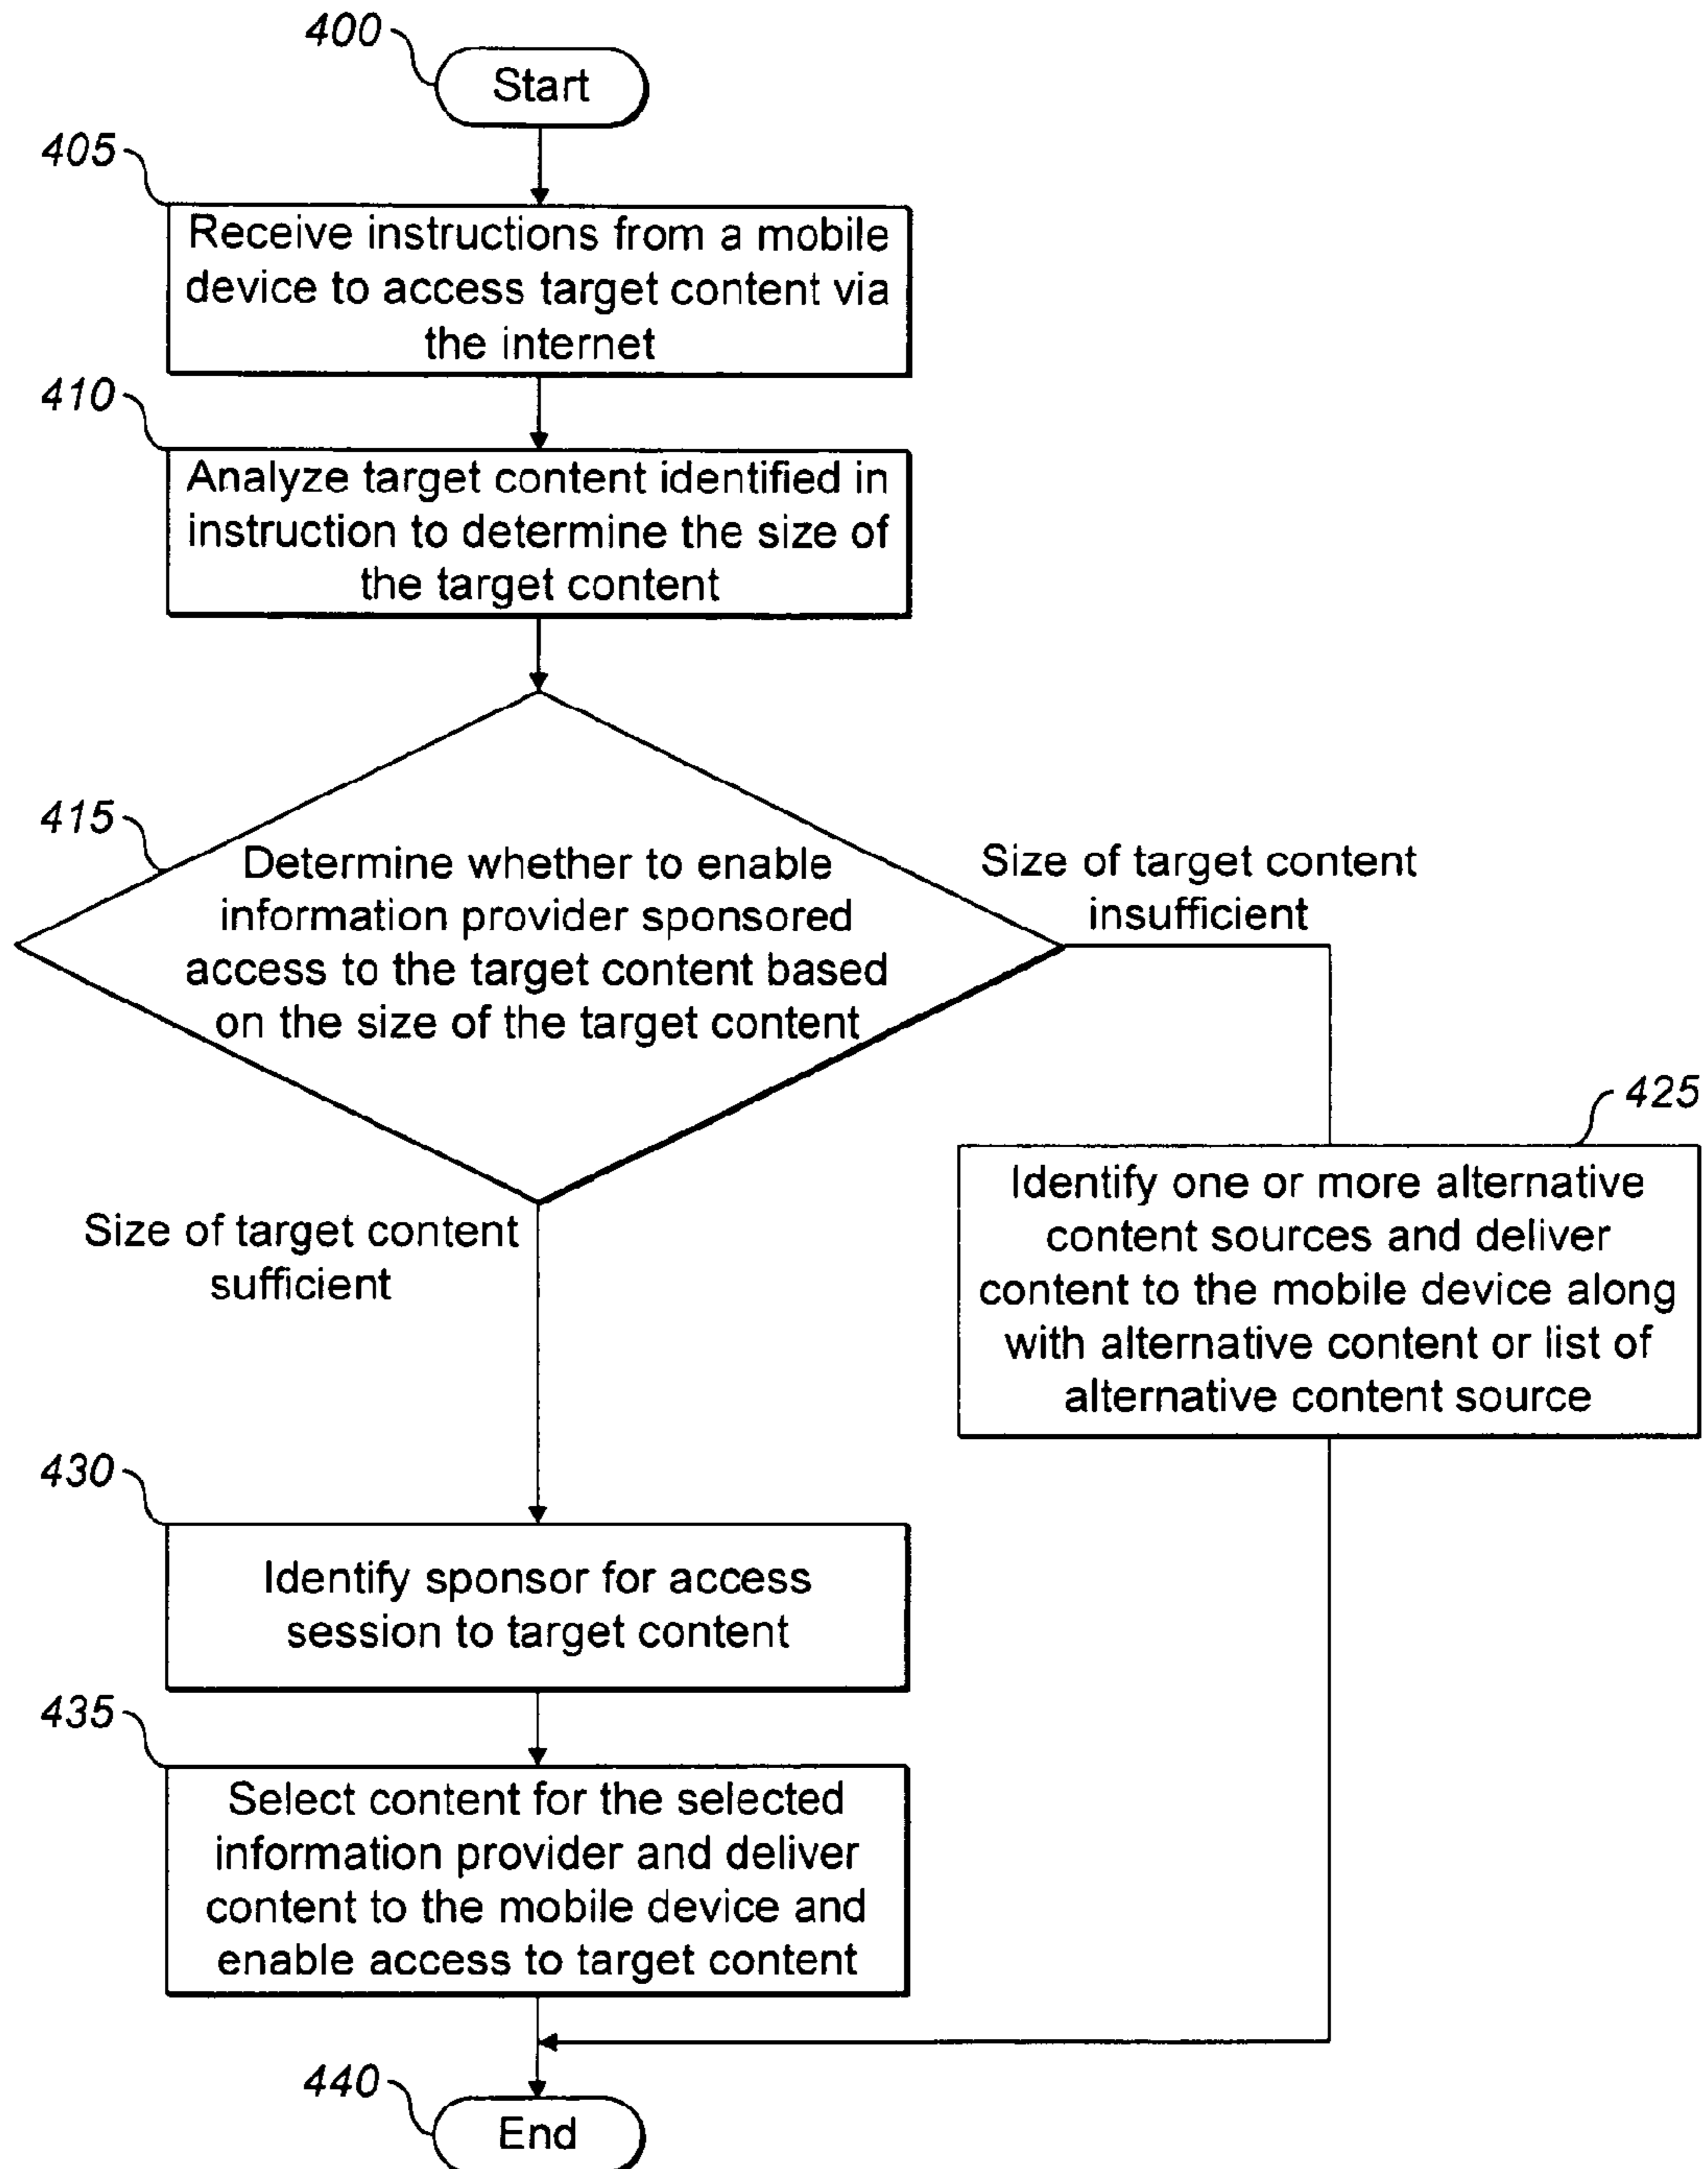 400
Start
405
Receive instructions from a mobile
device to access target content via
the internet
410
Analyze target content identified in
instruction to determine the size of
the target content
415
Determine whether to enable
information provider sponsored
access to the target content based
on the size of the target content
Size of target content
insufficient
425
Identify one or more alternative
content sources and deliver
content to the mobile device along
with alternative content or list of
alternative content source
Size of target content
sufficient
430
Identify sponsor for access
session to target content
435
Select content for the selected
information provider and deliver
content to the mobile device and
enable access to target content
440
End